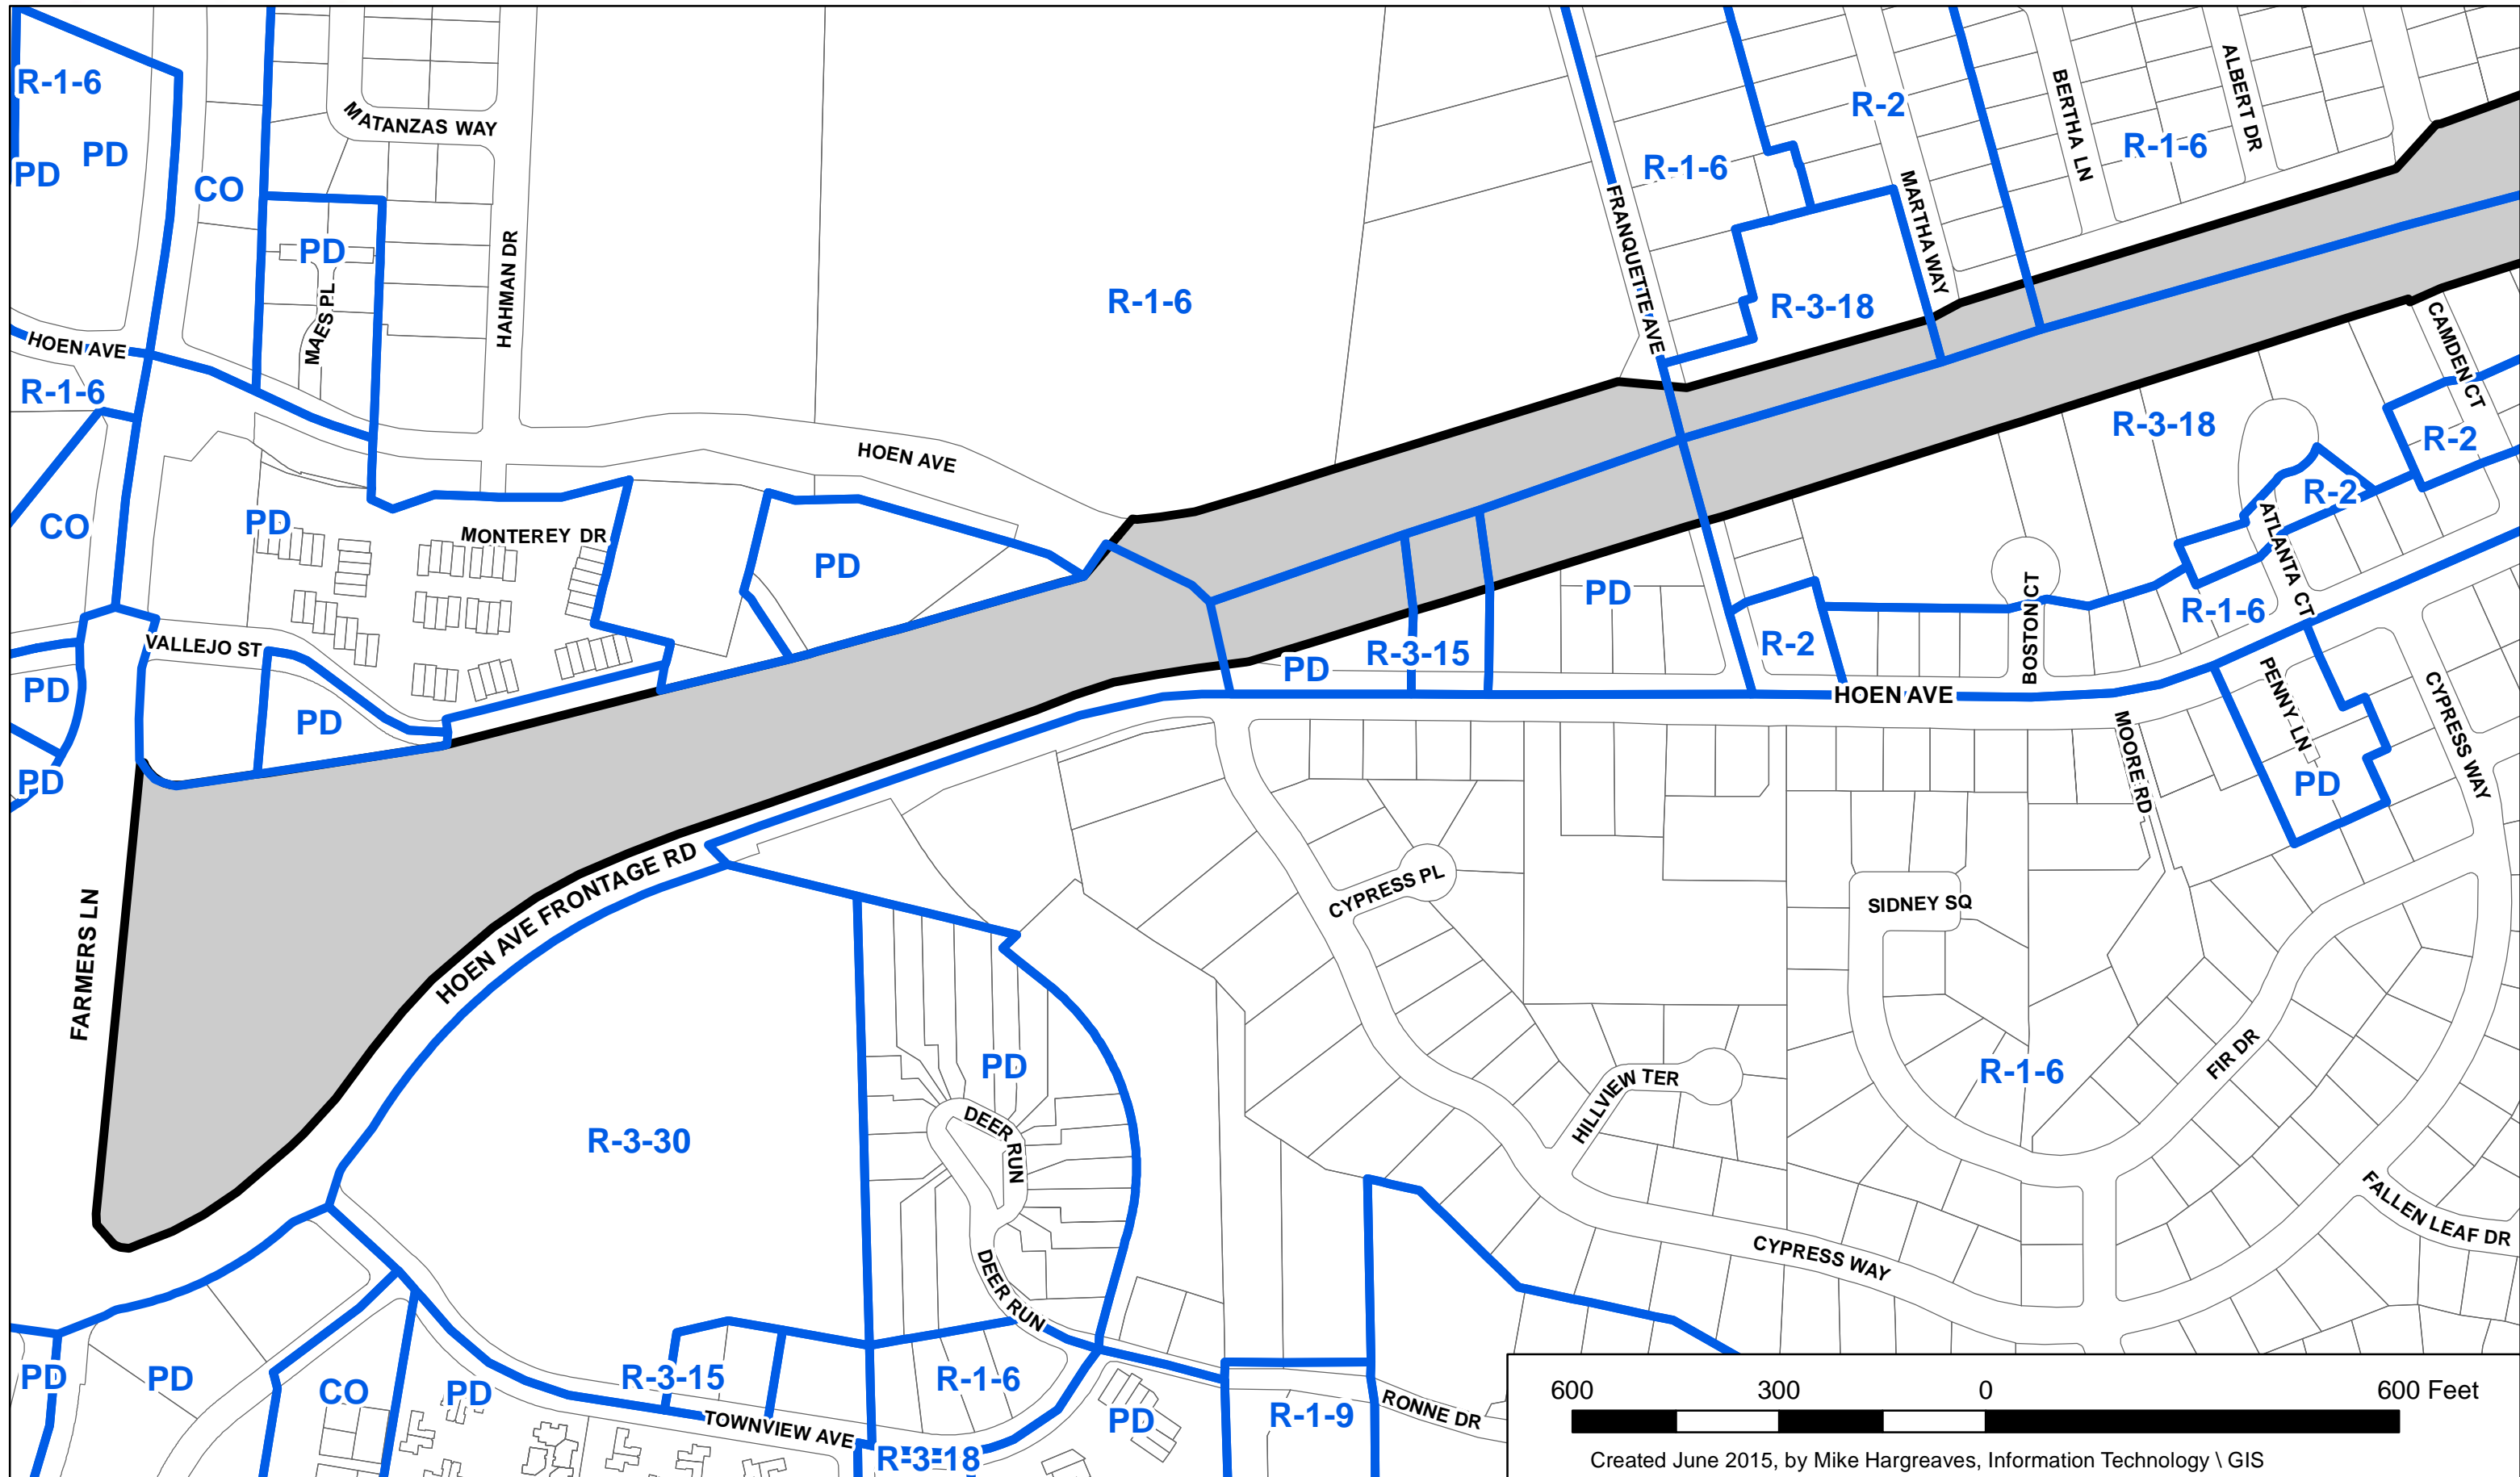 R-1-6
PD
PD
CO
MATANZAS WAY
PD
MAES PL
HAHMAN DR
HOEN AVE
R-1-6
CO
R-1-6
HOEN AVE
PD
MONTEREY DR
PD
VALLEJO ST
PD
PD
PD
FRANQUETTE AVE
R-1-6
R-2
MARTHA WAY
R-3-18
BERTHA LN
R-1-6
ALBERT DR
CAMDEN CT
R-3-18
R-2
R-2
ATLANTA CT
R-1-6
BOSTON CT
PD
R-3-15
PD
R-2
HOEN AVE
PENNY LN
PD
CYPRESS WAY
MOORE RD
FARMERS LN
HOEN AVE FRONTAGE RD
CYPRESS PL
SIDNEY SQ
R-1-6
FIR DR
HILLVIEW TER
PD
DEER RUN
R-3-30
DEER RUN
CYPRESS WAY
FALLEN LEAF DR
PD
PD
CO
PD
R-3-15
TOWNVIEW AVE
R-1-6
R-3-18
PD
R-1-9
RONNE DR
600 300 0 600 Feet
Created June 2015, by Mike Hargreaves, Information Technology \ GIS